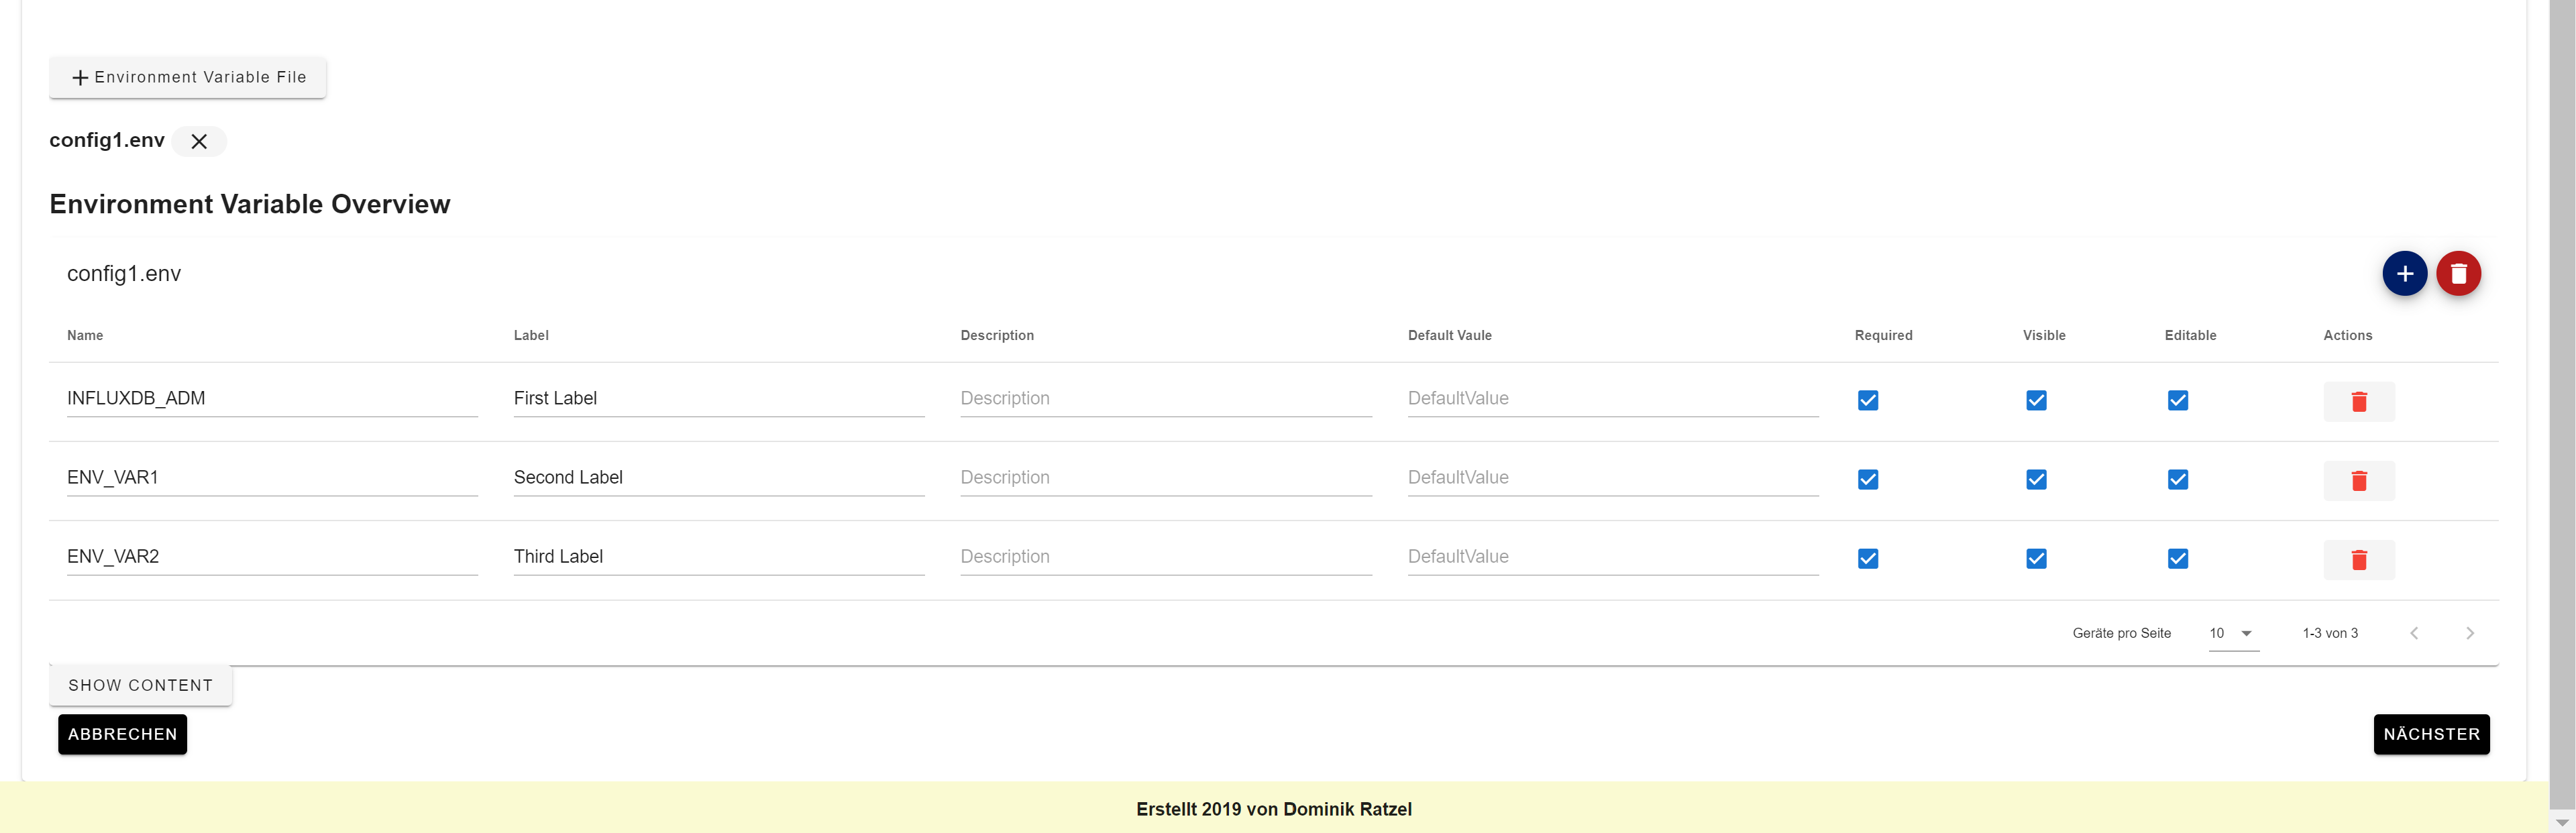 Environment Variable File
config1.env
Environment Variable Overview
config1.env
Name Label Description Default Vaule Required Visible Editable Actions
INFLUXDB_ADM First Label Description DefaultValue
ENV_VAR1 Second Label Description DefaultValue
ENV_VAR2 Third Label Description DefaultValue
Geräte pro Seite 10 1-3 von 3
SHOW CONTENT
ABBRECHEN NÄCHSTER
Erstellt 2019 von Dominik Ratzel